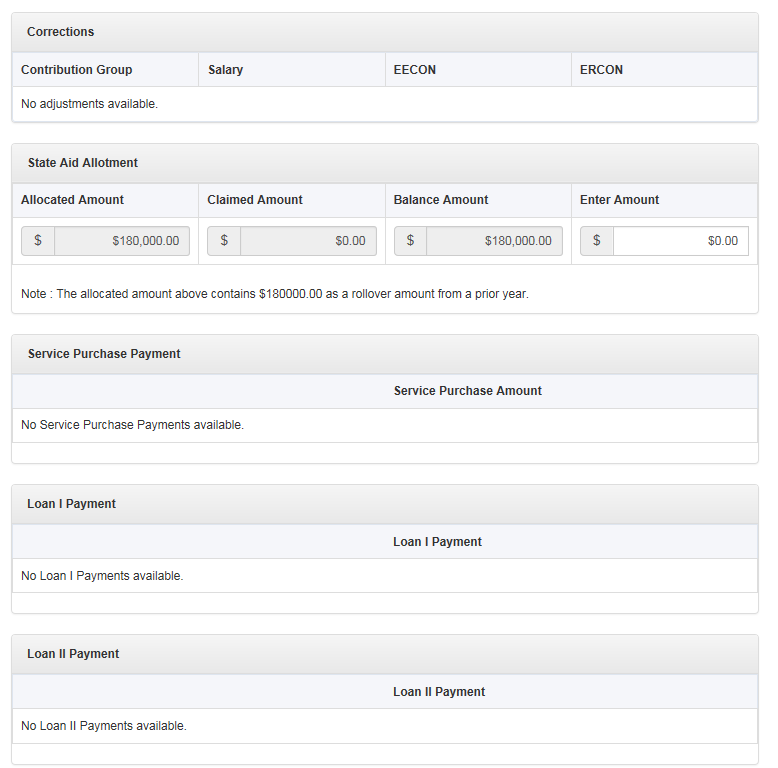 Corrections
Contribution Group Salary EECON ERCON
No adjustments available.
State Aid Allotment
Allocated Amount Claimed Amount Balance Amount Enter Amount
$ $180,000.00 $ $0.00 $ $180,000.00 $ $0.00
Note : The allocated amount above contains $180000.00 as a rollover amount from a prior year.
Service Purchase Payment
Service Purchase Amount
No Service Purchase Payments available.
Loan I Payment
Loan I Payment
No Loan I Payments available.
Loan II Payment
Loan II Payment
No Loan II Payments available.